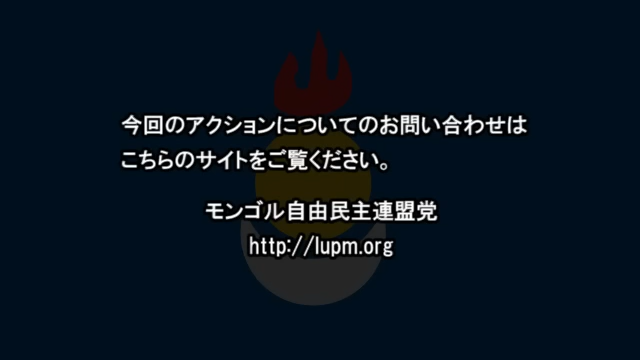 今回のアクションについてのお問い合わせは
こちらのサイトをご覧ください。
モンゴル自由民主連盟党
http://lupm.org